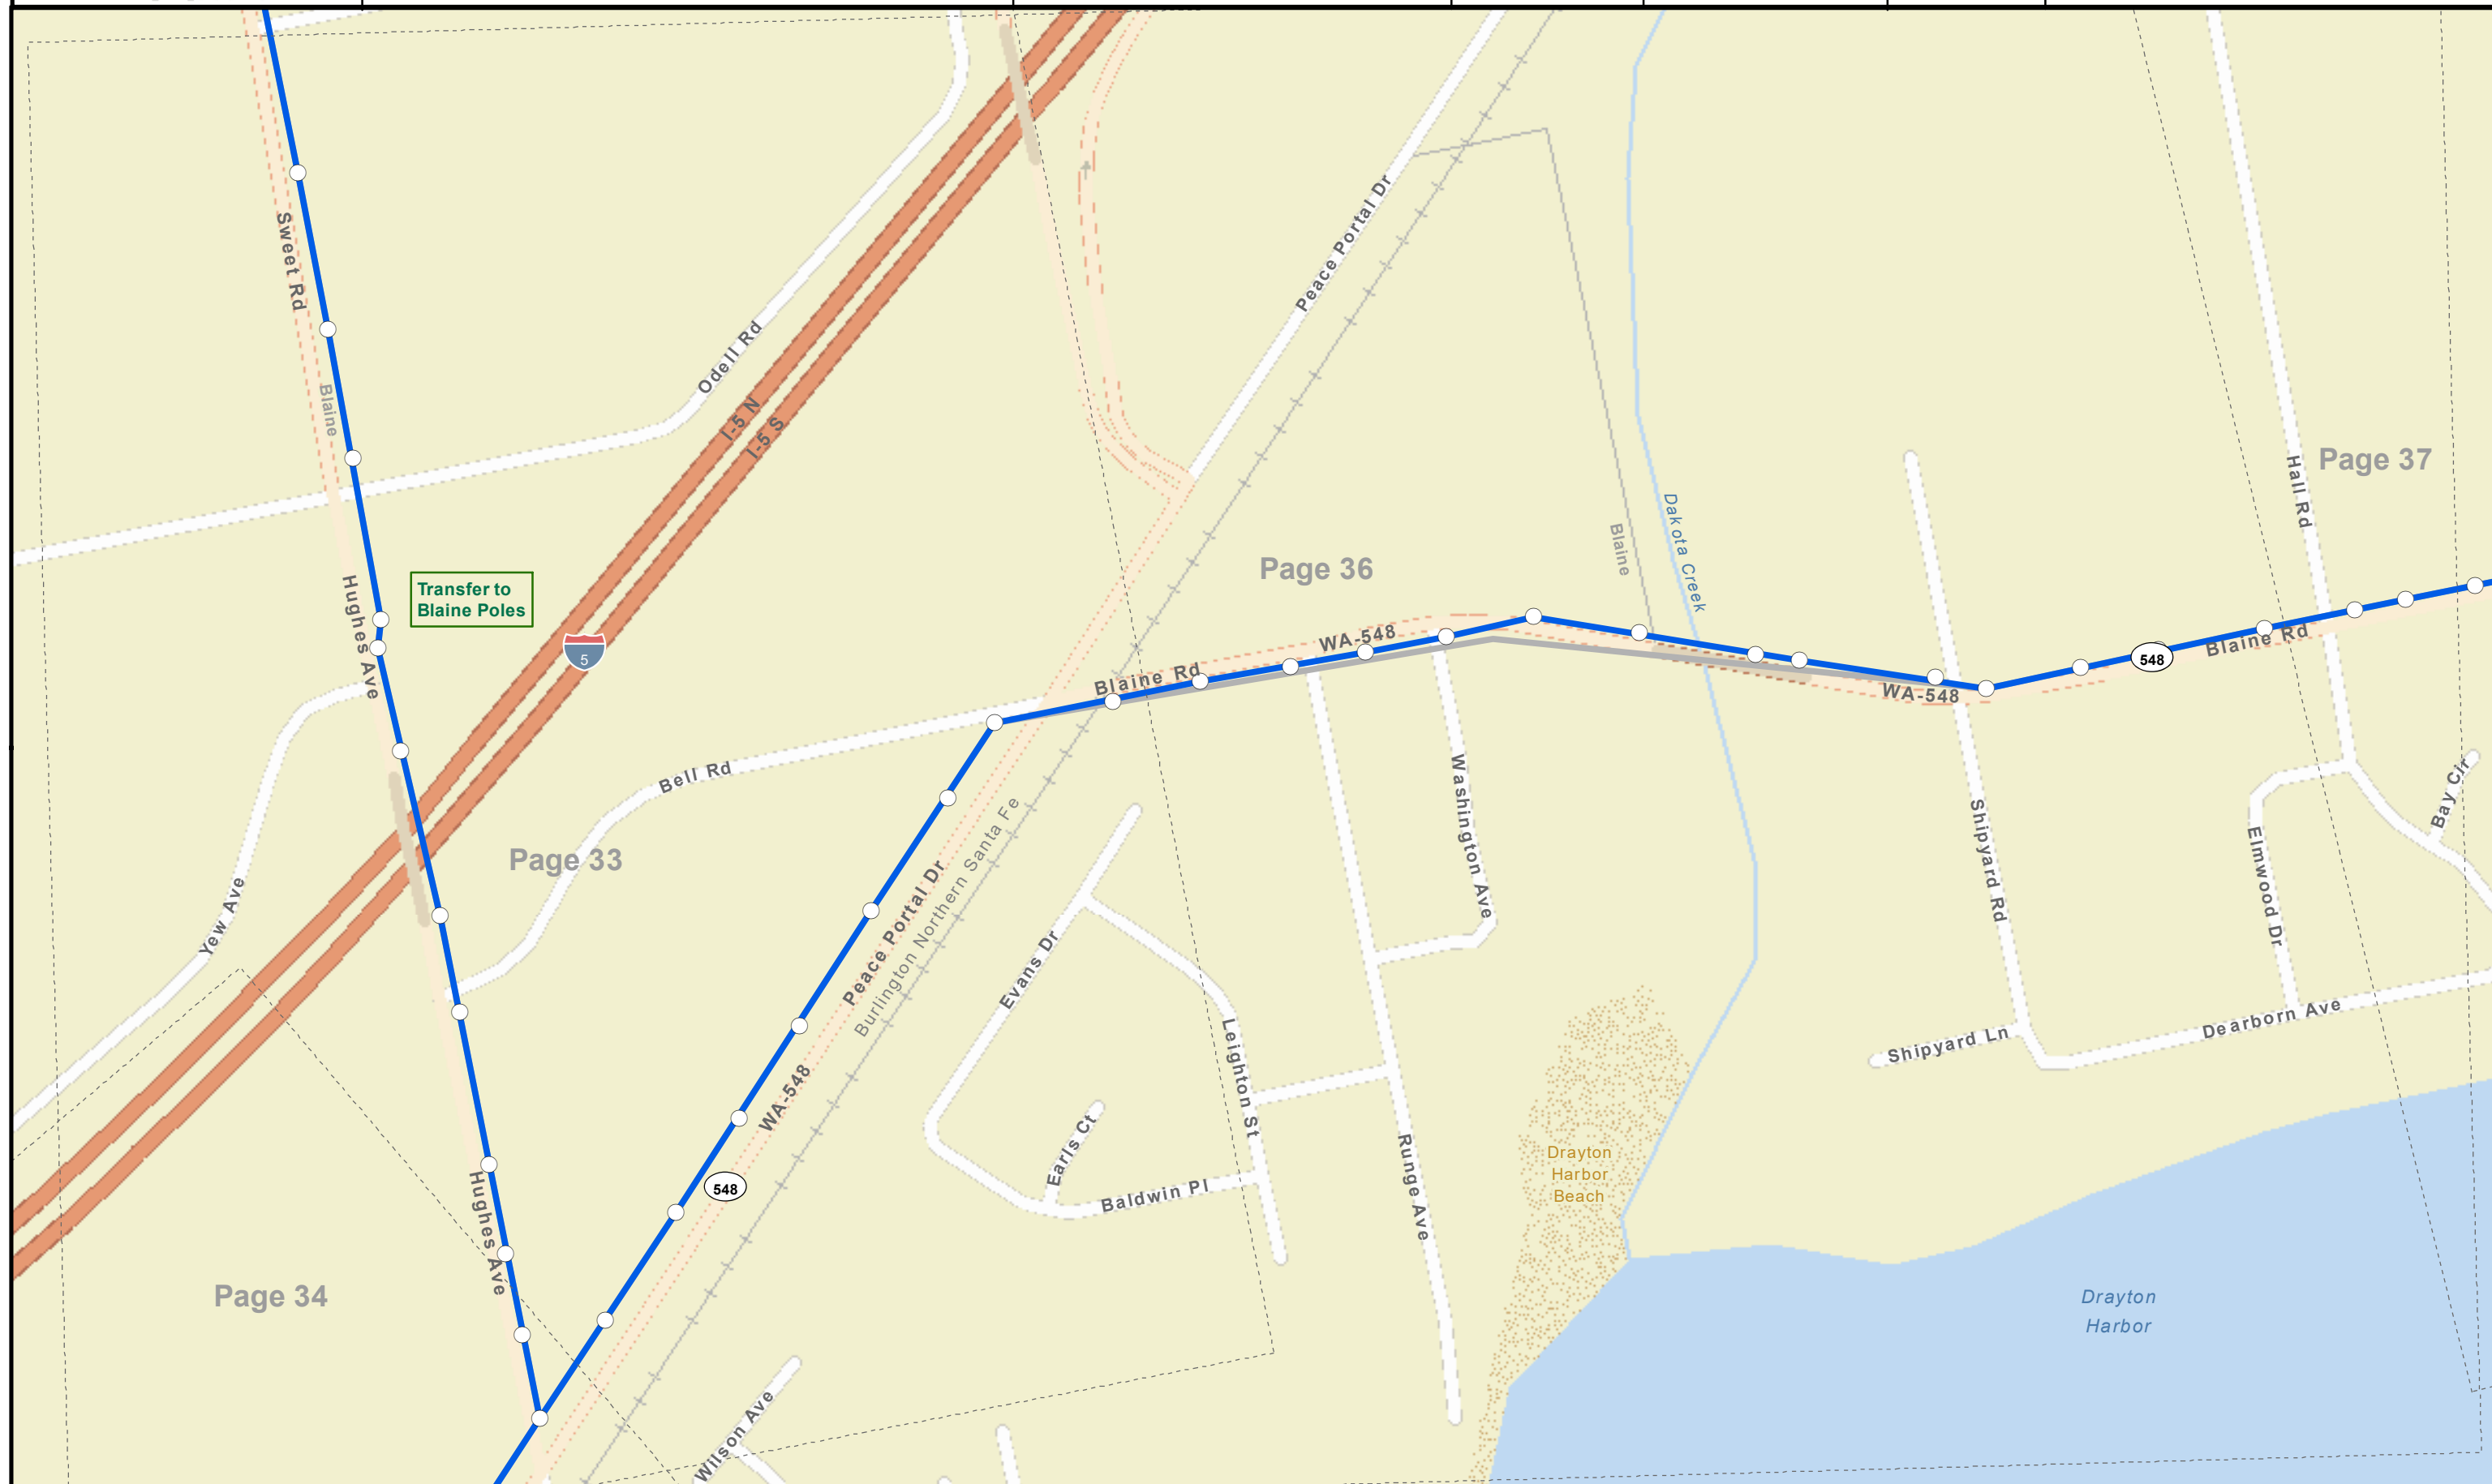 Sweet Rd
Peace Portal Dr
Odell Rd
Blaine
I-5 N
I-5 S
Page 37
Hall Rd
Dakota Creek
Blaine
Page 36
Transfer to
Blaine Poles
Hughes Ave
5
WA-548
Blaine Rd
548
Blaine Rd
WA-548
Bell Rd
Washington Ave
Bay Cir
Shipyard Rd
Elmwood Dr
Page 33
Peace Portal Dr
Burlington Northern Santa Fe
Yew Ave
Evans Dr
Leighton St
Shipyard Ln
Dearborn Ave
WA-548
548
Earls Ct
Baldwin Pl
Runge Ave
Drayton
Harbor
Beach
Hughes Ave
Page 34
Drayton
Harbor
Wilson Ave